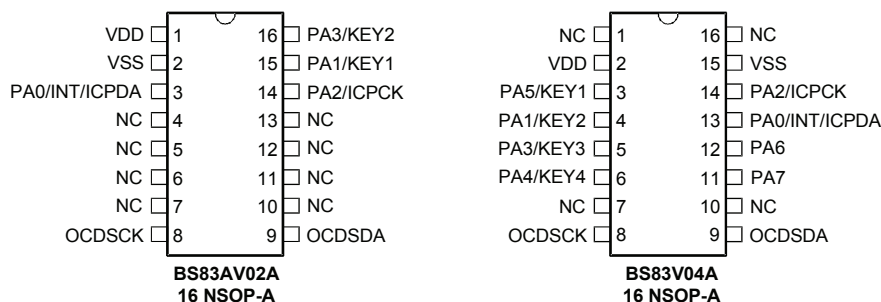 VDD 1 16 PA3/KEY2 NC 1 16 NC
VSS 2 15 PA1/KEY1 VDD 2 15 VSS
PA0/INT/ICPDA 3 14 PA2/ICPCK PA5/KEY1 3 14 PA2/ICPCK
NC 4 13 NC PA1/KEY2 4 13 PA0/INT/ICPDA
NC 5 12 NC PA3/KEY3 5 12 PA6
NC 6 11 NC PA4/KEY4 6 11 PA7
NC 7 10 NC NC 7 10 NC
OCDSCK 8 9 OCDSDA OCDSCK 8 9 OCDSDA
BS83AV02A BS83V04A
16 NSOP-A 16 NSOP-A